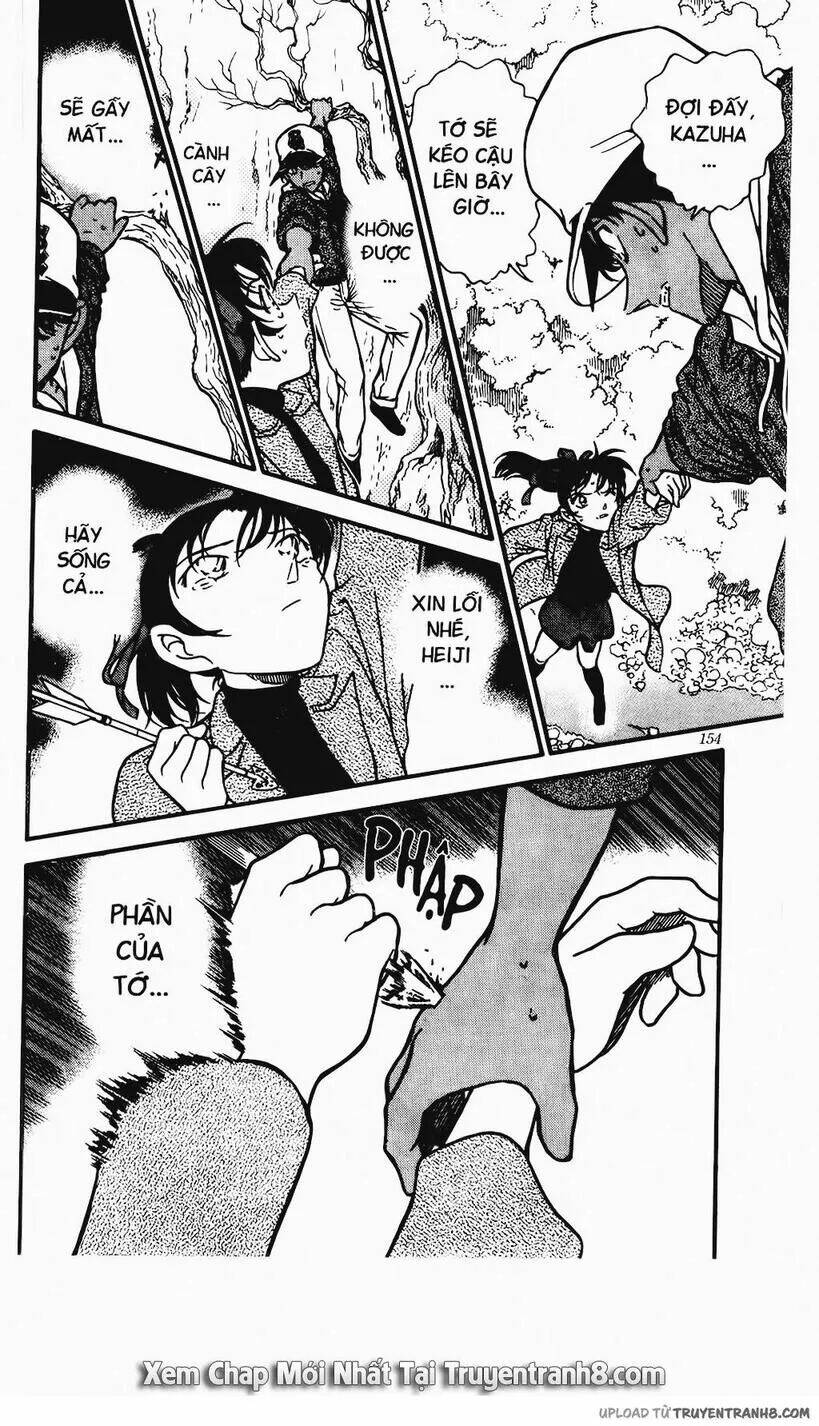 ĐỢI ĐẤY,
KAZUHA
...
TỚ SẼ
KÉO CẬU
LÊN BÂY
GIỜ...
KHÔNG
ĐƯỢC
...
CÀNH
CÂY
...
SẼ GẪY
MẤT...
154
XIN LỖI
NHÉ,
HEIJI
...
HÃY
SỐNG
CẢ...
PHẦN
CỦA
TỚ...
PHẬP
Xem Chap Mới Nhất Tại Truyentranh8.com
UPLOAD TỪ TRUYENTRANH8.COM